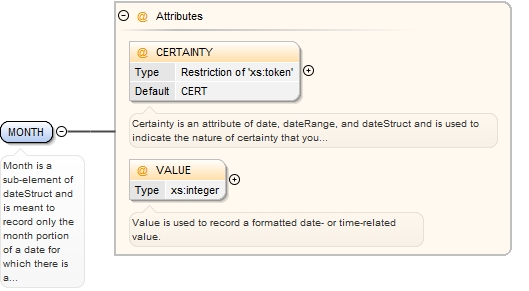 Attributes
CERTAINTY
Type Restriction of 'xs:token'
Default CERT
Certainty is an attribute of date, dateRange, and dateStruct and is used to
indicate the nature of certainty that you...
MONTH
Month is a
sub-element of
dateStruct and
is meant to
record only the
month portion
of a date for
which there is
a...
VALUE
Type xs:integer
Value is used to record a formatted date- or time-related
value.